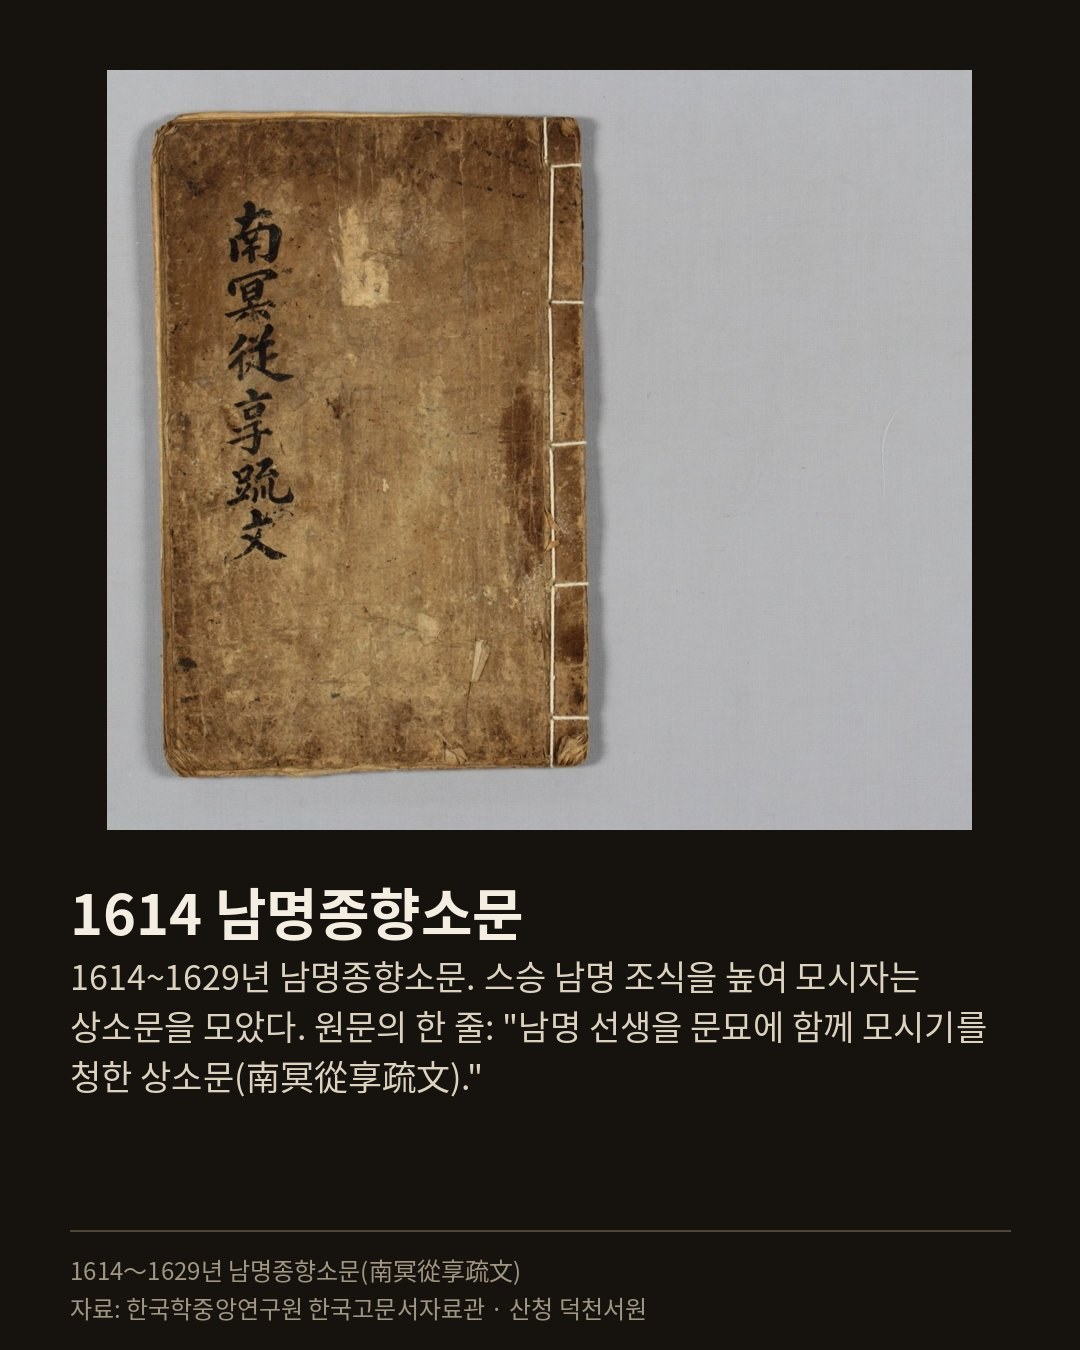 南冥從享疏文
1614 남명종향소문
1614~1629년 남명종향소문. 스승 남명 조식을 높여 모시자는
상소문을 모았다. 원문의 한 줄: "남명 선생을 문묘에 함께 모시기를
청한 상소문(南冥從享疏文)."
1614～1629년 남명종향소문(南冥從享疏文)
자료: 한국학중앙연구원 한국고문서자료관 · 산청 덕천서원